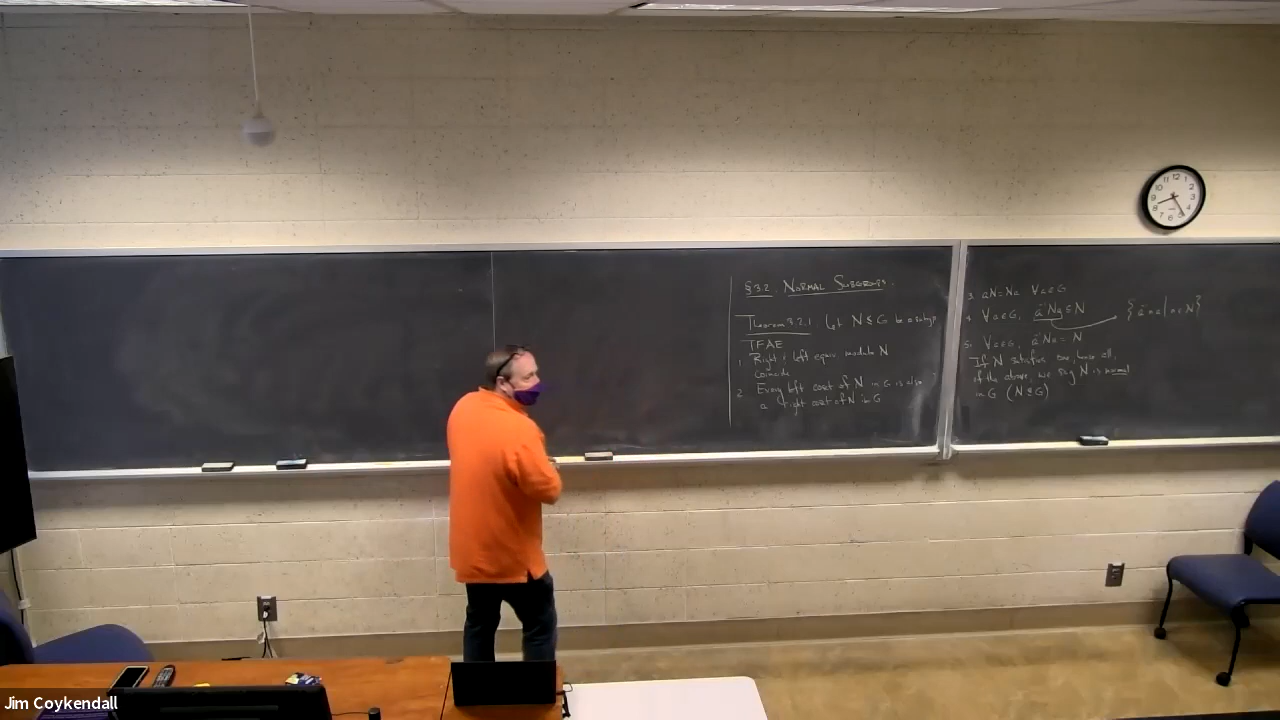 §3.2 NORMAL SUBGROUPS.
Theorem 3.2.1 Let N ≤ G be a subgp
TFAE
1. Right & left equiv. modulo N
coincide
2. Every left coset of N in G is also
a right coset of N in G
3. aN = Na ∀a∈G
4. ∀a∈G, a⁻¹Na ⊆ N {a⁻¹na | n∈N}
5. ∀a∈G, a⁻¹Na = N
If N satisfies one, hence all,
of the above, we say N is normal
in G (N ⊴ G)
Jim Coykendall